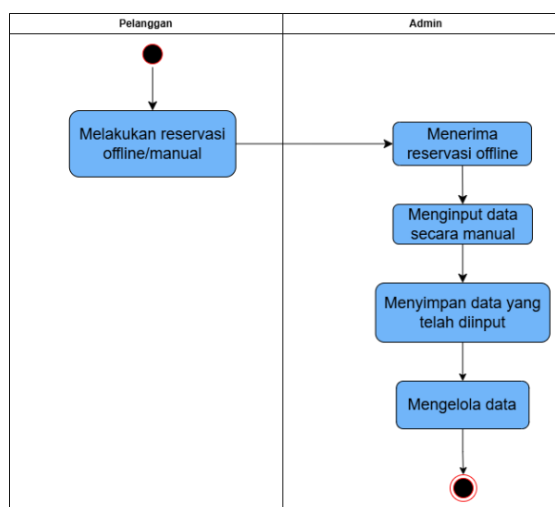 Pelanggan
Admin
Melakukan reservasi
offline/manual
Menerima
reservasi offline
Menginput data
secara manual
Menyimpan data yang
telah diinput
Mengelola data